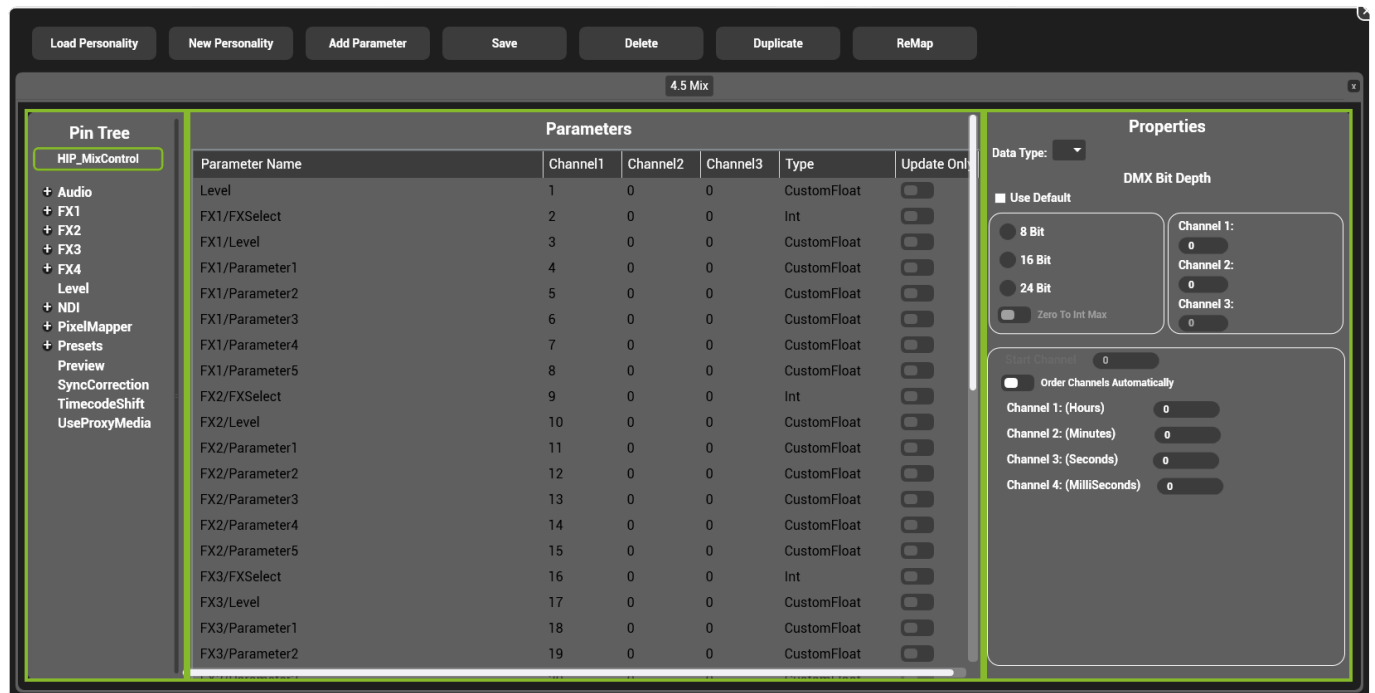 Load Personality New Personality Add Parameter Save Delete Duplicate ReMap
4.5 Mix
x
Pin Tree
HIP_MixControl
+ Audio
+ FX1
+ FX2
+ FX3
+ FX4
Level
+ NDI
+ PixelMapper
+ Presets
Preview
SyncCorrection
TimecodeShift
UseProxyMedia
Parameters
Parameter Name Channel1 Channel2 Channel3 Type Update Only
Level 1 0 0 CustomFloat
FX1/FXSelect 2 0 0 Int
FX1/Level 3 0 0 CustomFloat
FX1/Parameter1 4 0 0 CustomFloat
FX1/Parameter2 5 0 0 CustomFloat
FX1/Parameter3 6 0 0 CustomFloat
FX1/Parameter4 7 0 0 CustomFloat
FX1/Parameter5 8 0 0 CustomFloat
FX2/FXSelect 9 0 0 Int
FX2/Level 10 0 0 CustomFloat
FX2/Parameter1 11 0 0 CustomFloat
FX2/Parameter2 12 0 0 CustomFloat
FX2/Parameter3 13 0 0 CustomFloat
FX2/Parameter4 14 0 0 CustomFloat
FX2/Parameter5 15 0 0 CustomFloat
FX3/FXSelect 16 0 0 Int
FX3/Level 17 0 0 CustomFloat
FX3/Parameter1 18 0 0 CustomFloat
FX3/Parameter2 19 0 0 CustomFloat
Properties
Data Type:
DMX Bit Depth
Use Default
8 Bit
16 Bit
24 Bit
Zero To Int Max
Channel 1:
0
Channel 2:
0
Channel 3:
0
Start Channel 0
Order Channels Automatically
Channel 1: (Hours) 0
Channel 2: (Minutes) 0
Channel 3: (Seconds) 0
Channel 4: (MilliSeconds) 0